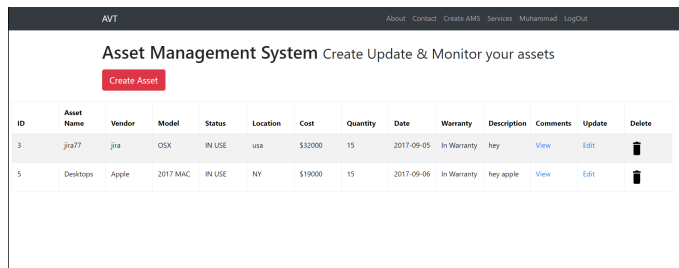 AVT About Contact Create AMS Services Muhammad LogOut
Asset Management System Create Update & Monitor your assets
Create Asset
ID Asset Name Vendor Model Status Location Cost Quantity Date Warranty Description Comments Update Delete
3 jira77 jira OSX IN USE usa $32000 15 2017-09-05 In Warranty hey View Edit
5 Desktops Apple 2017 MAC IN USE NY $19000 15 2017-09-06 In Warranty hey apple View Edit